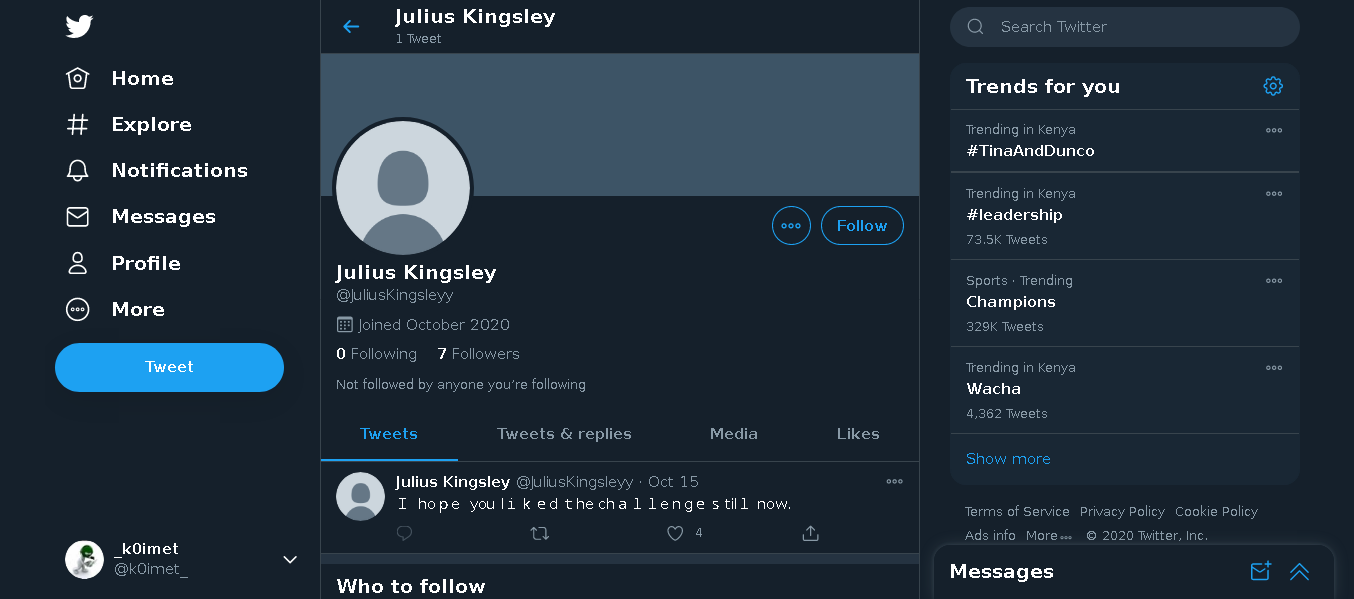 Home
Explore
Notifications
Messages
Profile
More
Tweet
_k0imet
@k0imet_
Julius Kingsley
1 Tweet
Follow
Julius Kingsley
@JuliusKingsleyy
Joined October 2020
0 Following 7 Followers
Not followed by anyone you’re following
Tweets Tweets & replies Media Likes
Julius Kingsley @JuliusKingsleyy · Oct 15
I hope you liked the challenge still now.
4
Who to follow
Search Twitter
Trends for you
Trending in Kenya
#TinaAndDunco
Trending in Kenya
#leadership
73.5K Tweets
Sports · Trending
Champions
329K Tweets
Trending in Kenya
Wacha
4,362 Tweets
Show more
Terms of Service Privacy Policy Cookie Policy
Ads info More © 2020 Twitter, Inc.
Messages